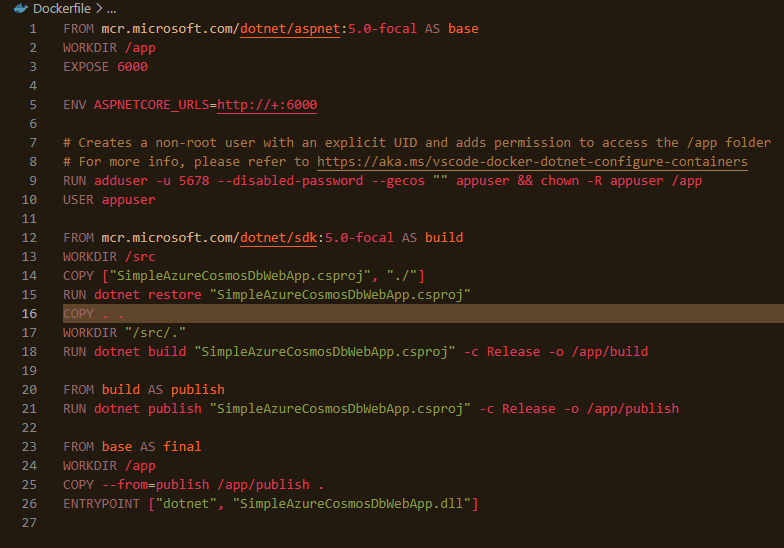 Dockerfile > ...
1 FROM mcr.microsoft.com/dotnet/aspnet:5.0-focal AS base
2 WORKDIR /app
3 EXPOSE 6000
4
5 ENV ASPNETCORE_URLS=http://+:6000
6
7 # Creates a non-root user with an explicit UID and adds permission to access the /app folder
8 # For more info, please refer to https://aka.ms/vscode-docker-dotnet-configure-containers
9 RUN adduser -u 5678 --disabled-password --gecos "" appuser && chown -R appuser /app
10 USER appuser
11
12 FROM mcr.microsoft.com/dotnet/sdk:5.0-focal AS build
13 WORKDIR /src
14 COPY ["SimpleAzureCosmosDbWebApp.csproj", "./"]
15 RUN dotnet restore "SimpleAzureCosmosDbWebApp.csproj"
16 COPY . .
17 WORKDIR "/src/."
18 RUN dotnet build "SimpleAzureCosmosDbWebApp.csproj" -c Release -o /app/build
19
20 FROM build AS publish
21 RUN dotnet publish "SimpleAzureCosmosDbWebApp.csproj" -c Release -o /app/publish
22
23 FROM base AS final
24 WORKDIR /app
25 COPY --from=publish /app/publish .
26 ENTRYPOINT ["dotnet", "SimpleAzureCosmosDbWebApp.dll"]
27